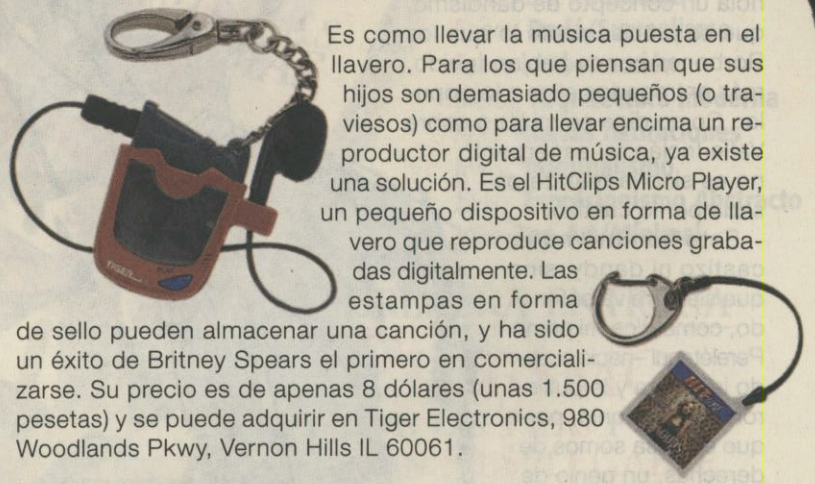 Es como llevar la música puesta en el
llavero. Para los que piensan que sus
hijos son demasiado pequeños (o tra-
viesos) como para llevar encima un re-
productor digital de música, ya existe
una solución. Es el HitClips Micro Player,
un pequeño dispositivo en forma de lla-
vero que reproduce canciones graba-
das digitalmente. Las
estampas en forma
de sello pueden almacenar una canción, y ha sido
un éxito de Britney Spears el primero en comerciali-
zarse. Su precio es de apenas 8 dólares (unas 1.500
pesetas) y se puede adquirir en Tiger Electronics, 980
Woodlands Pkwy, Vernon Hills IL 60061.
TIGER
PLAY